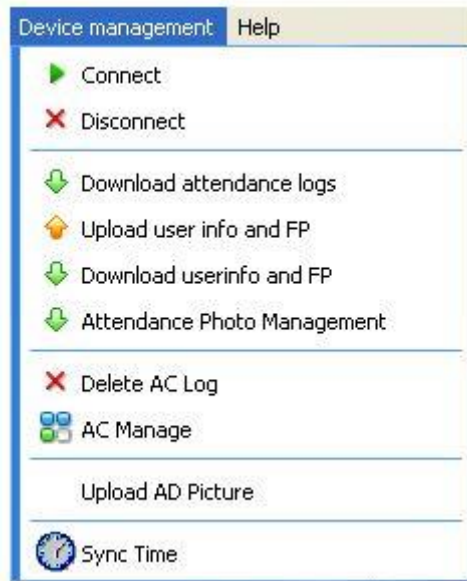 Device management Help
Connect
Disconnect
Download attendance logs
Upload user info and FP
Download userinfo and FP
Attendance Photo Management
Delete AC Log
AC Manage
Upload AD Picture
Sync Time